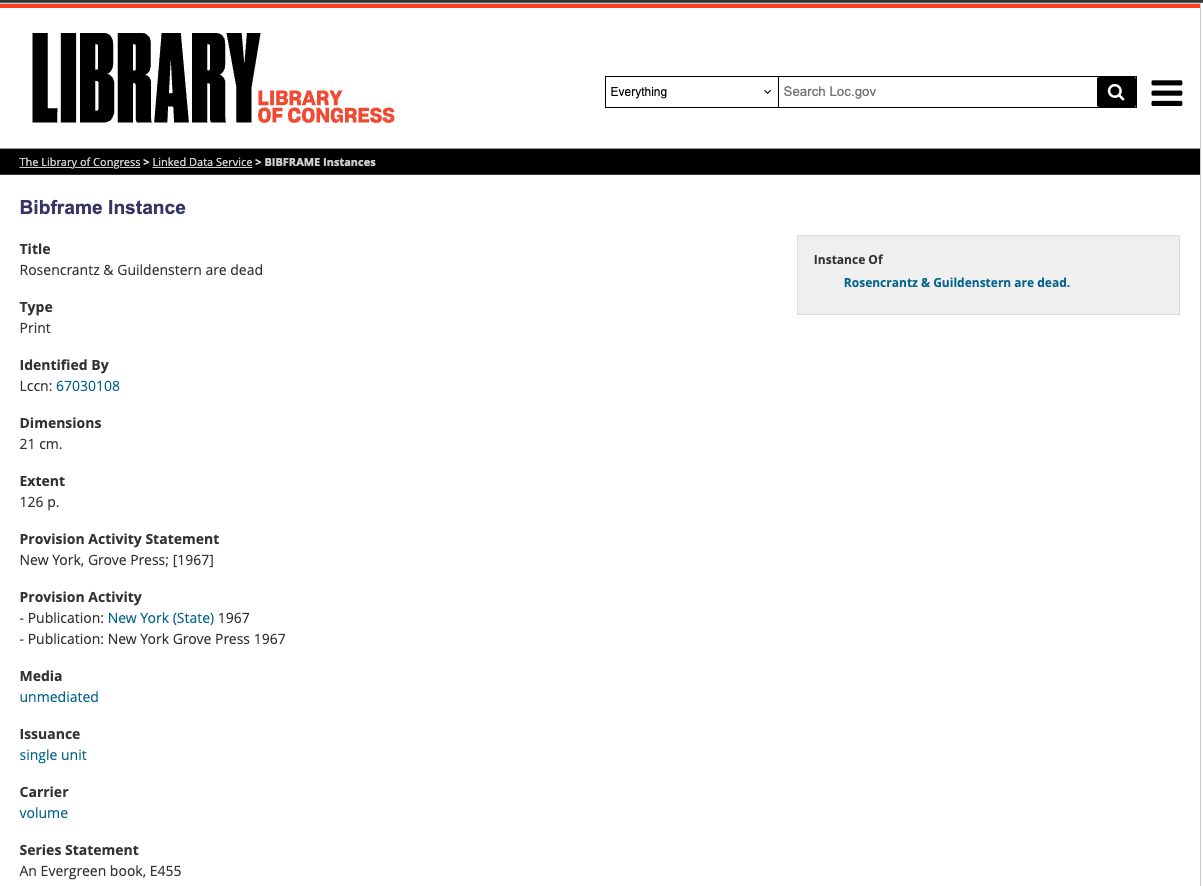 LIBRARY
LIBRARY
OF CONGRESS
Everything
Search Loc.gov
The Library of Congress > Linked Data Service > BIBFRAME Instances
Bibframe Instance
Title
Rosencrantz & Guildenstern are dead
Type
Print
Identified By
Lccn: 67030108
Dimensions
21 cm.
Extent
126 p.
Provision Activity Statement
New York, Grove Press; [1967]
Provision Activity
- Publication: New York (State) 1967
- Publication: New York Grove Press 1967
Media
unmediated
Issuance
single unit
Carrier
volume
Series Statement
An Evergreen book, E455
Instance Of
Rosencrantz & Guildenstern are dead.